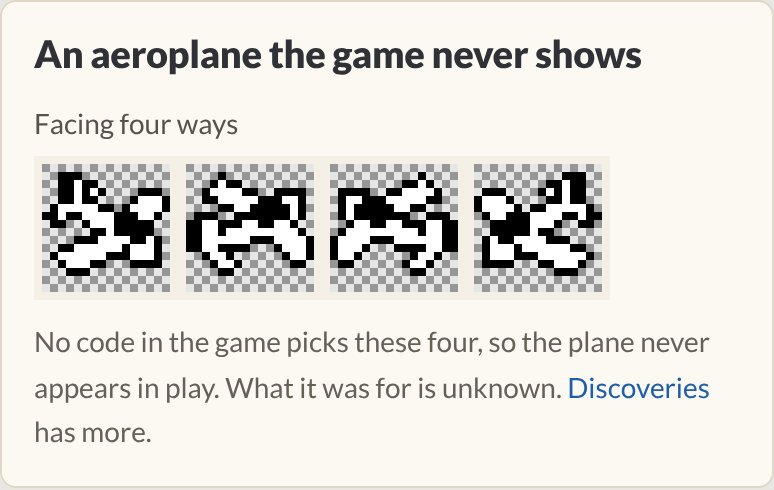 An aeroplane the game never shows
Facing four ways
No code in the game picks these four, so the plane never
appears in play. What it was for is unknown. Discoveries
has more.